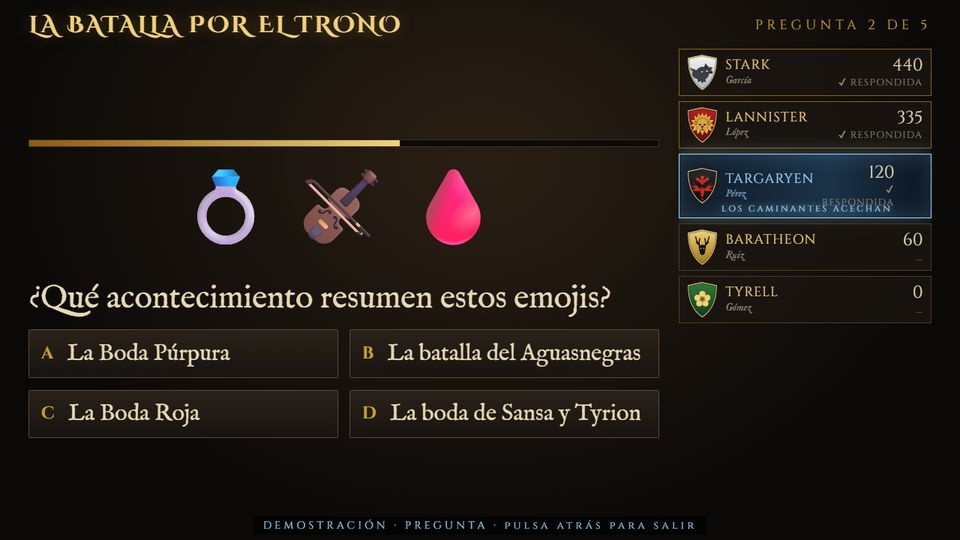 LA BATALLA POR EL TRONO
PREGUNTA 2 DE 5
STARK 440
García ✓ RESPONDIDA
LANNISTER 335
López ✓ RESPONDIDA
TARGARYEN 120
Pérez ✓
RESPONDIDA
LOS CAMINANTES ACECHAN
BARATHEON 60
Ruiz –
TYRELL 0
Gómez –
¿Qué acontecimiento resumen estos emojis?
A La Boda Púrpura
B La batalla del Aguasnegras
C La Boda Roja
D La boda de Sansa y Tyrion
DEMOSTRACIÓN · PREGUNTA · PULSA ATRÁS PARA SALIR